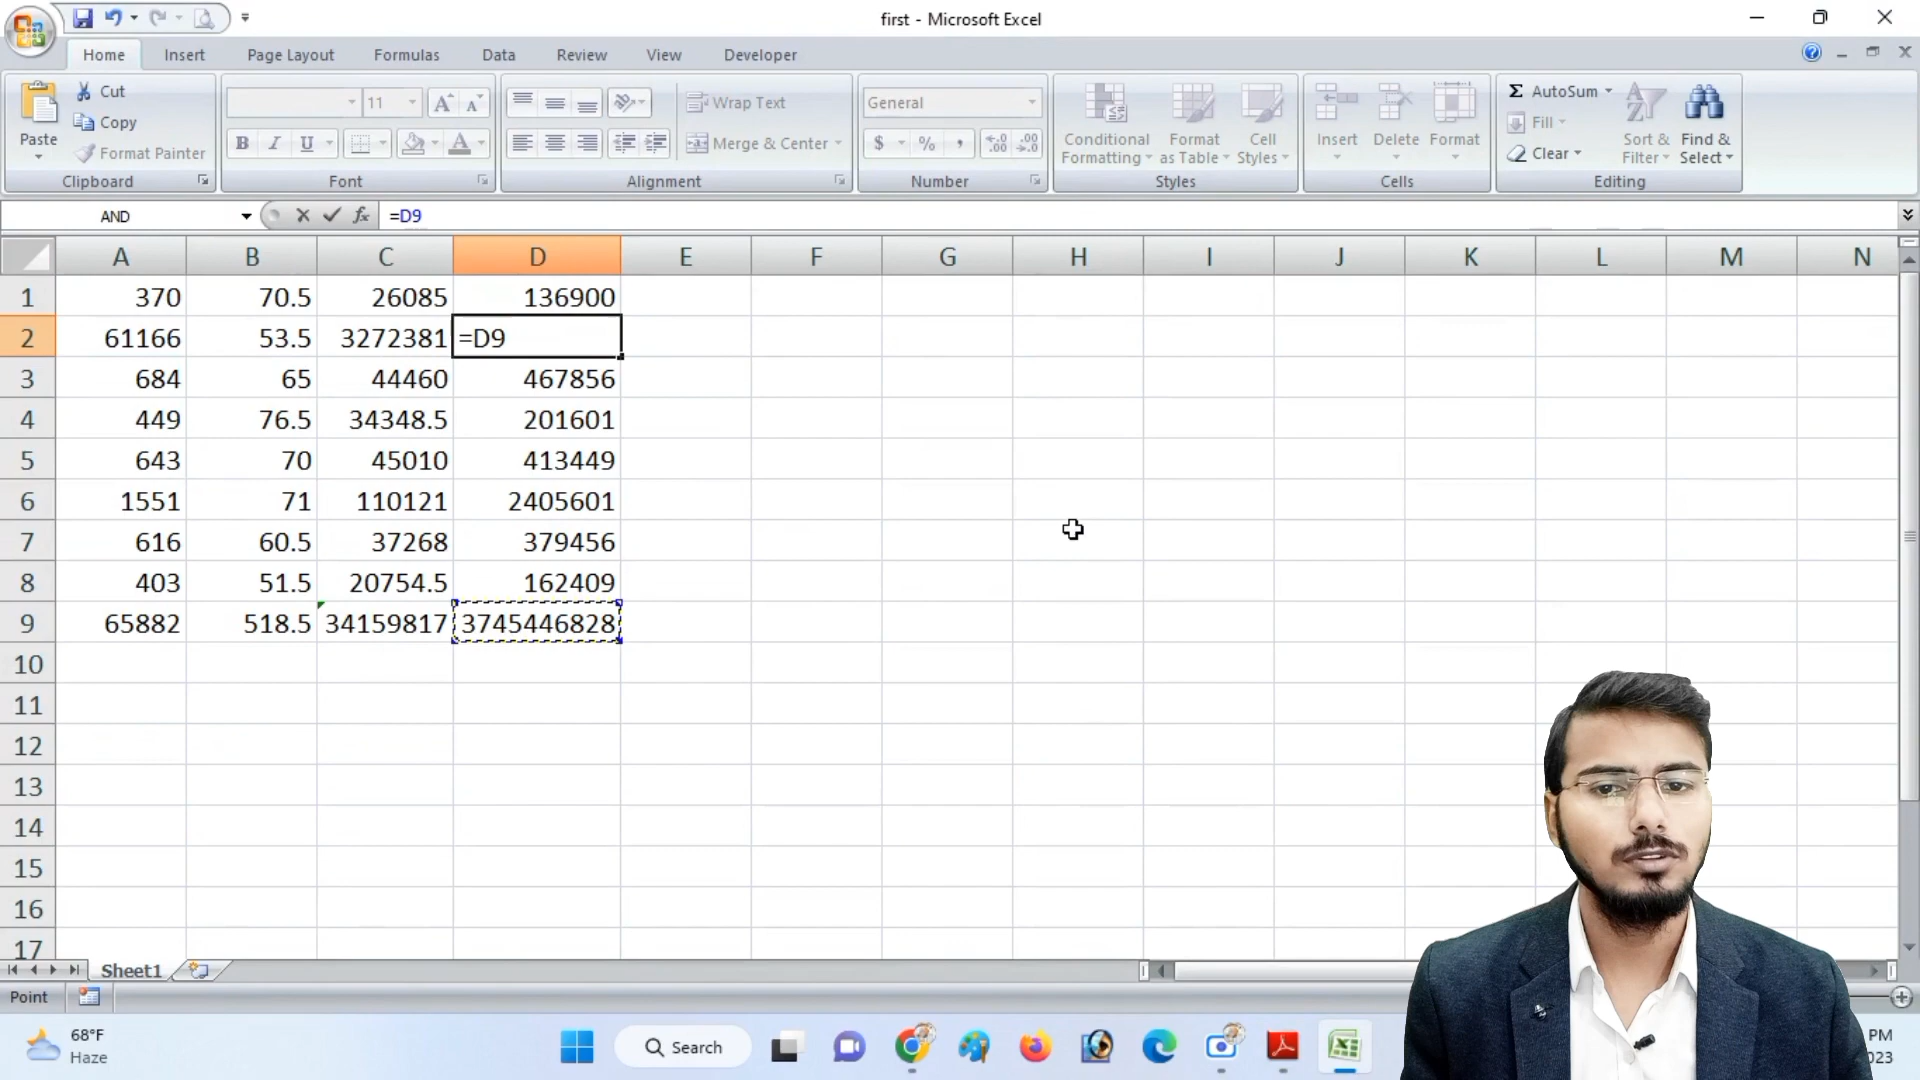 first - Microsoft Excel
Home Insert Page Layout Formulas Data Review View Developer
Paste Cut Copy Format Painter Clipboard
11 B I U A Font
Wrap Text Merge & Center Alignment
General $ % , Number
Conditional Formatting Format as Table Cell Styles Styles
Insert Delete Format Cells
Σ AutoSum Fill Clear Sort & Filter Find & Select Editing
AND fx =D9
A B C D E F G H I J K L M N
1 370 70.5 26085 136900
2 61166 53.5 3272381 =D9
3 684 65 44460 467856
4 449 76.5 34348.5 201601
5 643 70 45010 413449
6 1551 71 110121 2405601
7 616 60.5 37268 379456
8 403 51.5 20754.5 162409
9 65882 518.5 34159817 3745446828
10
11
12
13
14
15
16
17
Sheet1
Point
68°F
Haze
Search
PM
023